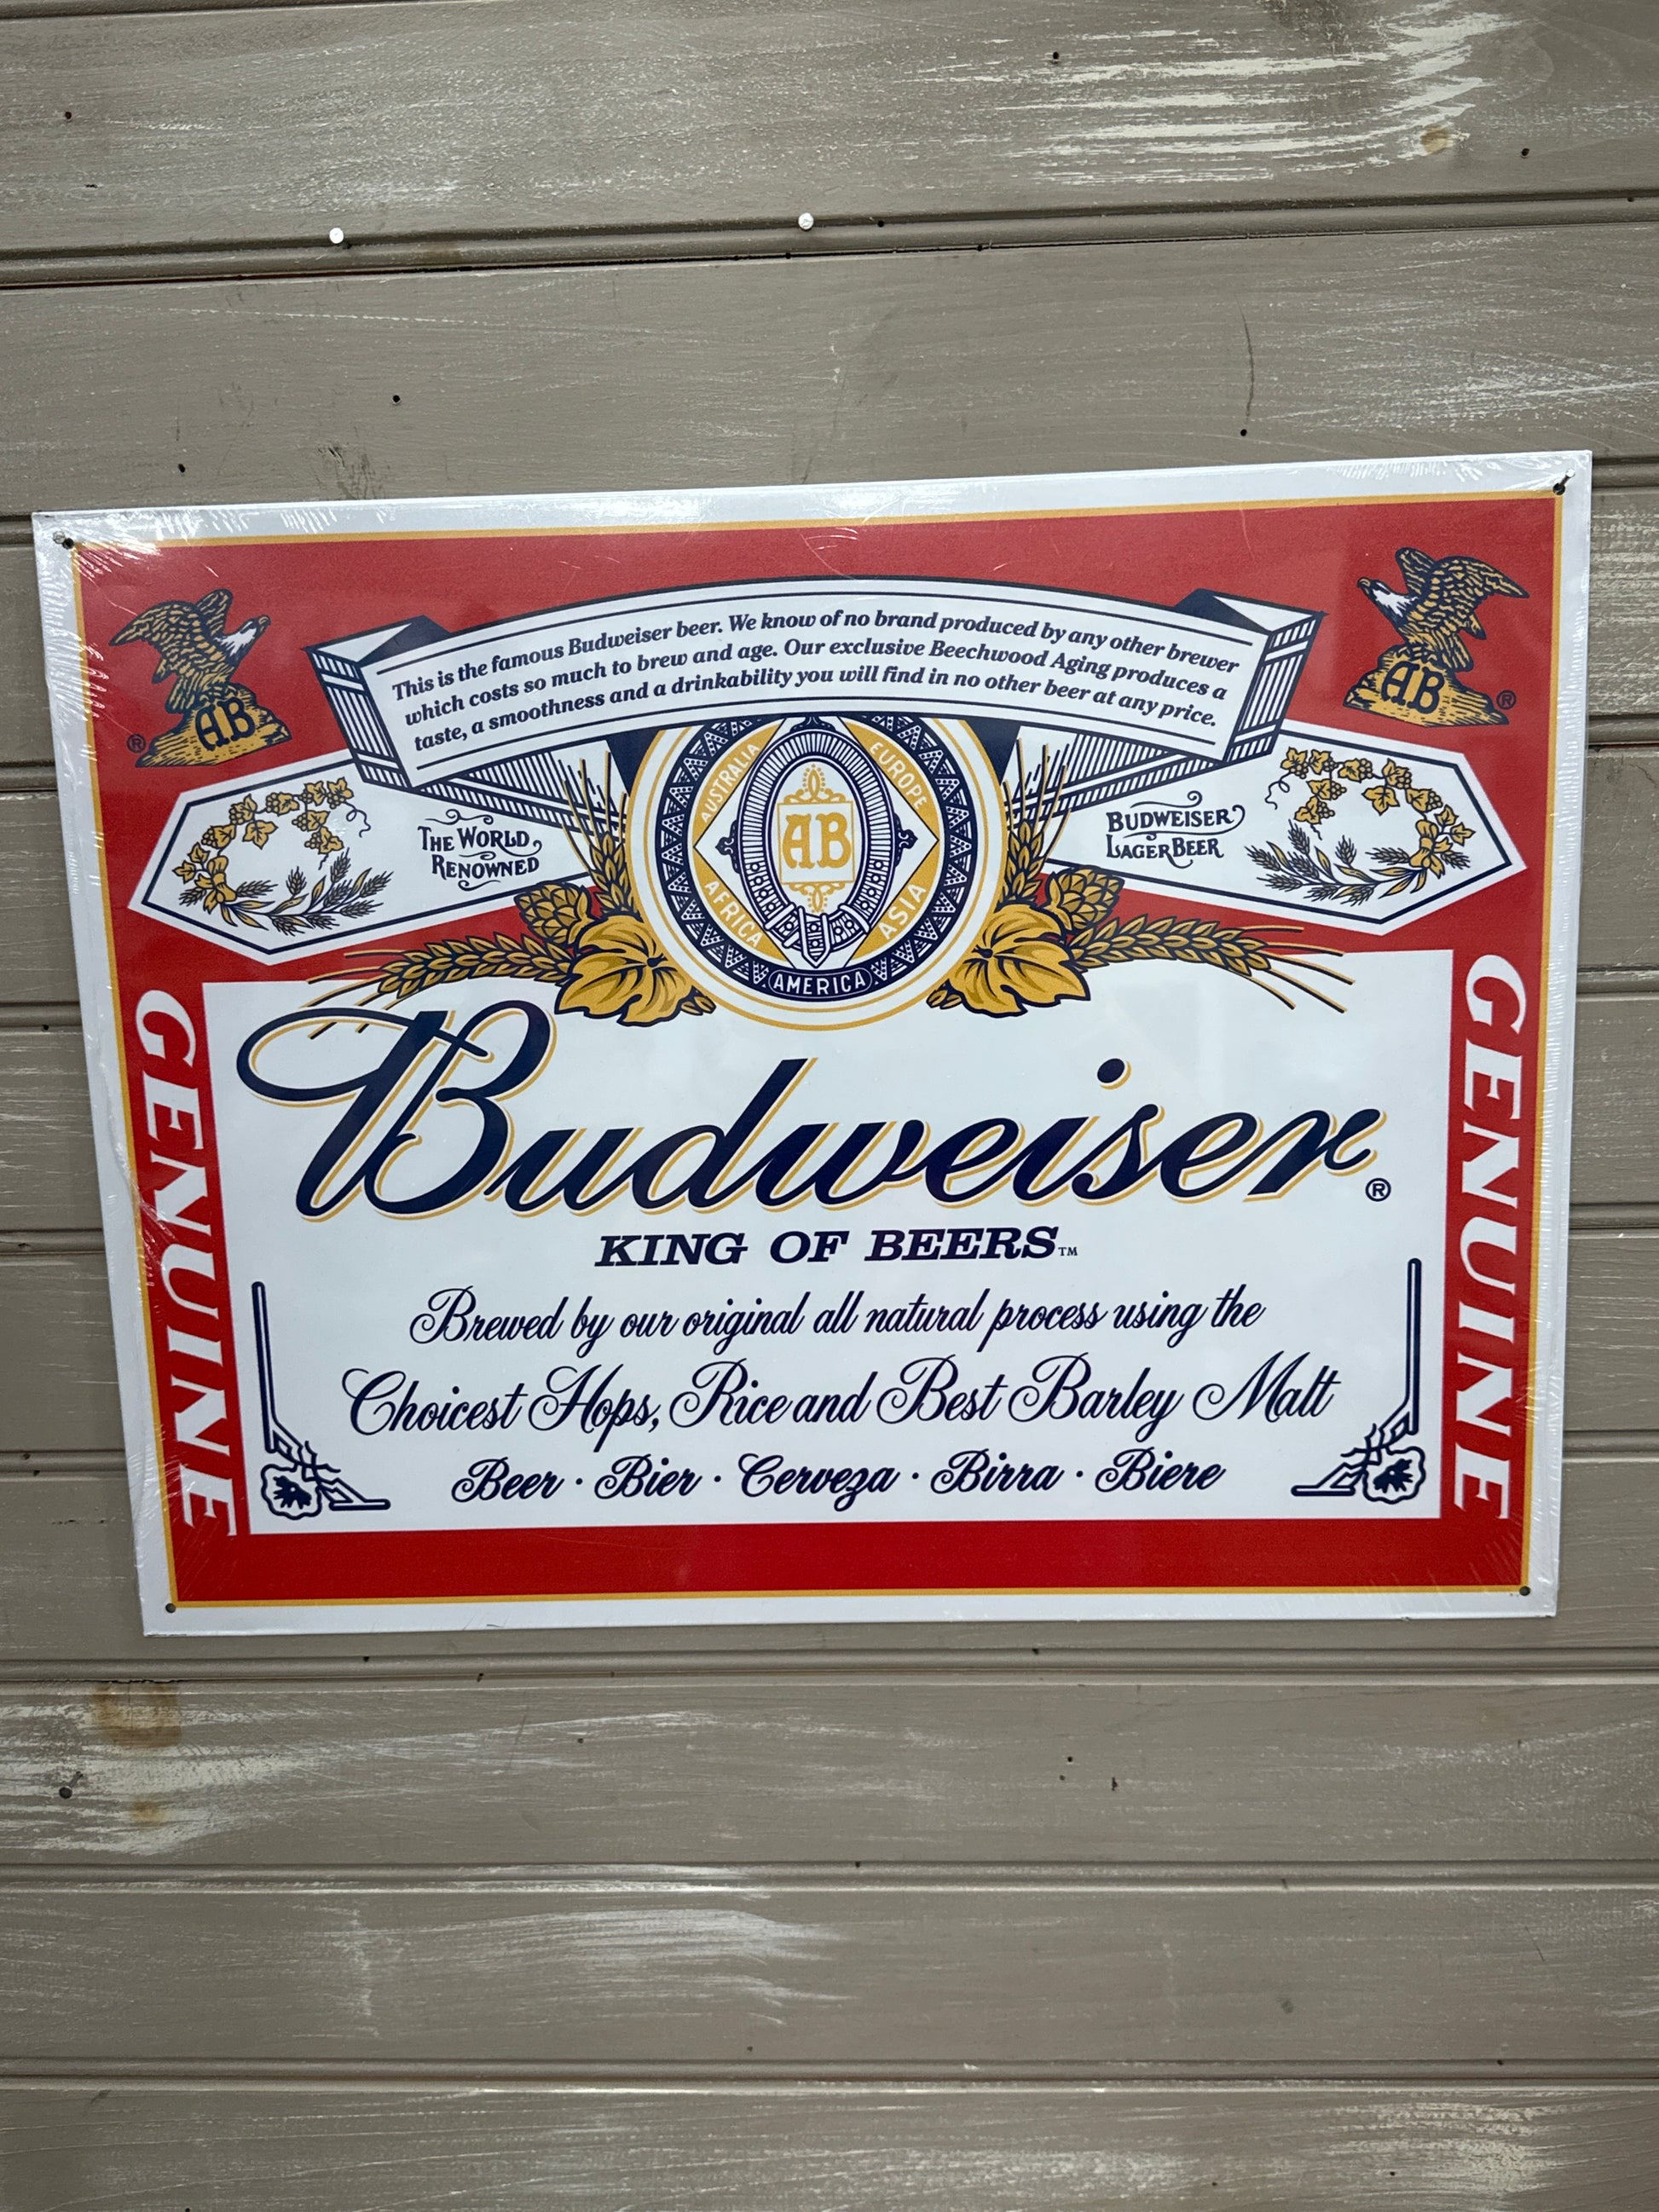 This is the famous Budweiser beer. We know of no brand produced by any other brewer
which costs so much to brew and age. Our exclusive Beechwood Aging produces a
taste, a smoothness and a drinkability you will find in no other beer at any price.
AB ®
AB ®
THE WORLD
RENOWNED
AUSTRALIA
EUROPE
AB
AFRICA
ASIA
AMERICA
BUDWEISER
LAGER BEER
GENUINE
Budweiser®
KING OF BEERS™
Brewed by our original all natural process using the
Choicest Hops, Rice and Best Barley Malt
Beer · Bier · Cerveza · Birra · Biere
GENUINE